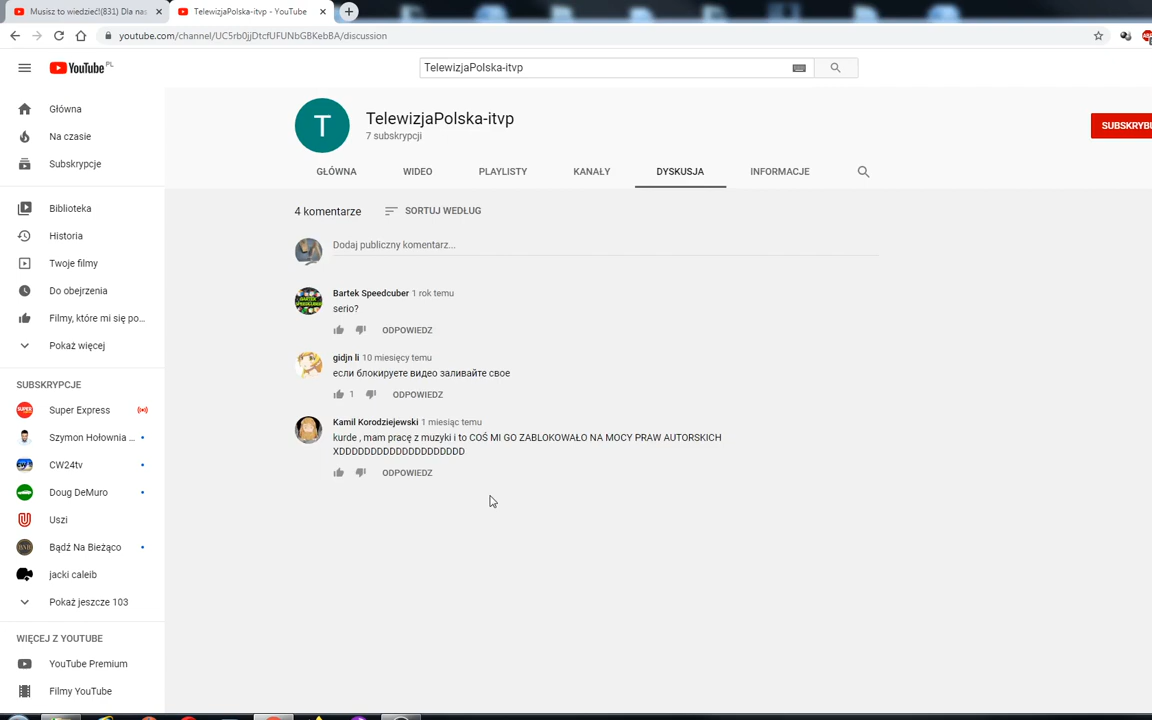 Musisz to wiedzieć!(831) Dla nas
TelewizjaPolska-itvp - YouTube
youtube.com/channel/UC5rb0jjDtcfUFUNbGBKebBA/discussion
YouTube PL
TelewizjaPolska-itvp
Główna
Na czasie
Subskrypcje
Biblioteka
Historia
Twoje filmy
Do obejrzenia
Filmy, które mi się po...
Pokaż więcej
SUBSKRYPCJE
Super Express
Szymon Hołownia ...
CW24tv
Doug DeMuro
Uszi
Bądź Na Bieżąco
jacki caleib
Pokaż jeszcze 103
WIĘCEJ Z YOUTUBE
YouTube Premium
Filmy YouTube
T
TelewizjaPolska-itvp
7 subskrypcji
SUBSKRYBU
GŁÓWNA WIDEO PLAYLISTY KANAŁY DYSKUSJA INFORMACJE
4 komentarze SORTUJ WEDŁUG
Dodaj publiczny komentarz...
Bartek Speedcuber 1 rok temu
serio?
ODPOWIEDZ
gidjn li 10 miesięcy temu
если блокируете видео заливайте свое
1 ODPOWIEDZ
Kamil Korodziejewski 1 miesiąc temu
kurde , mam pracę z muzyki i to COŚ MI GO ZABLOKOWAŁO NA MOCY PRAW AUTORSKICH
XDDDDDDDDDDDDDDDDDDDD
ODPOWIEDZ